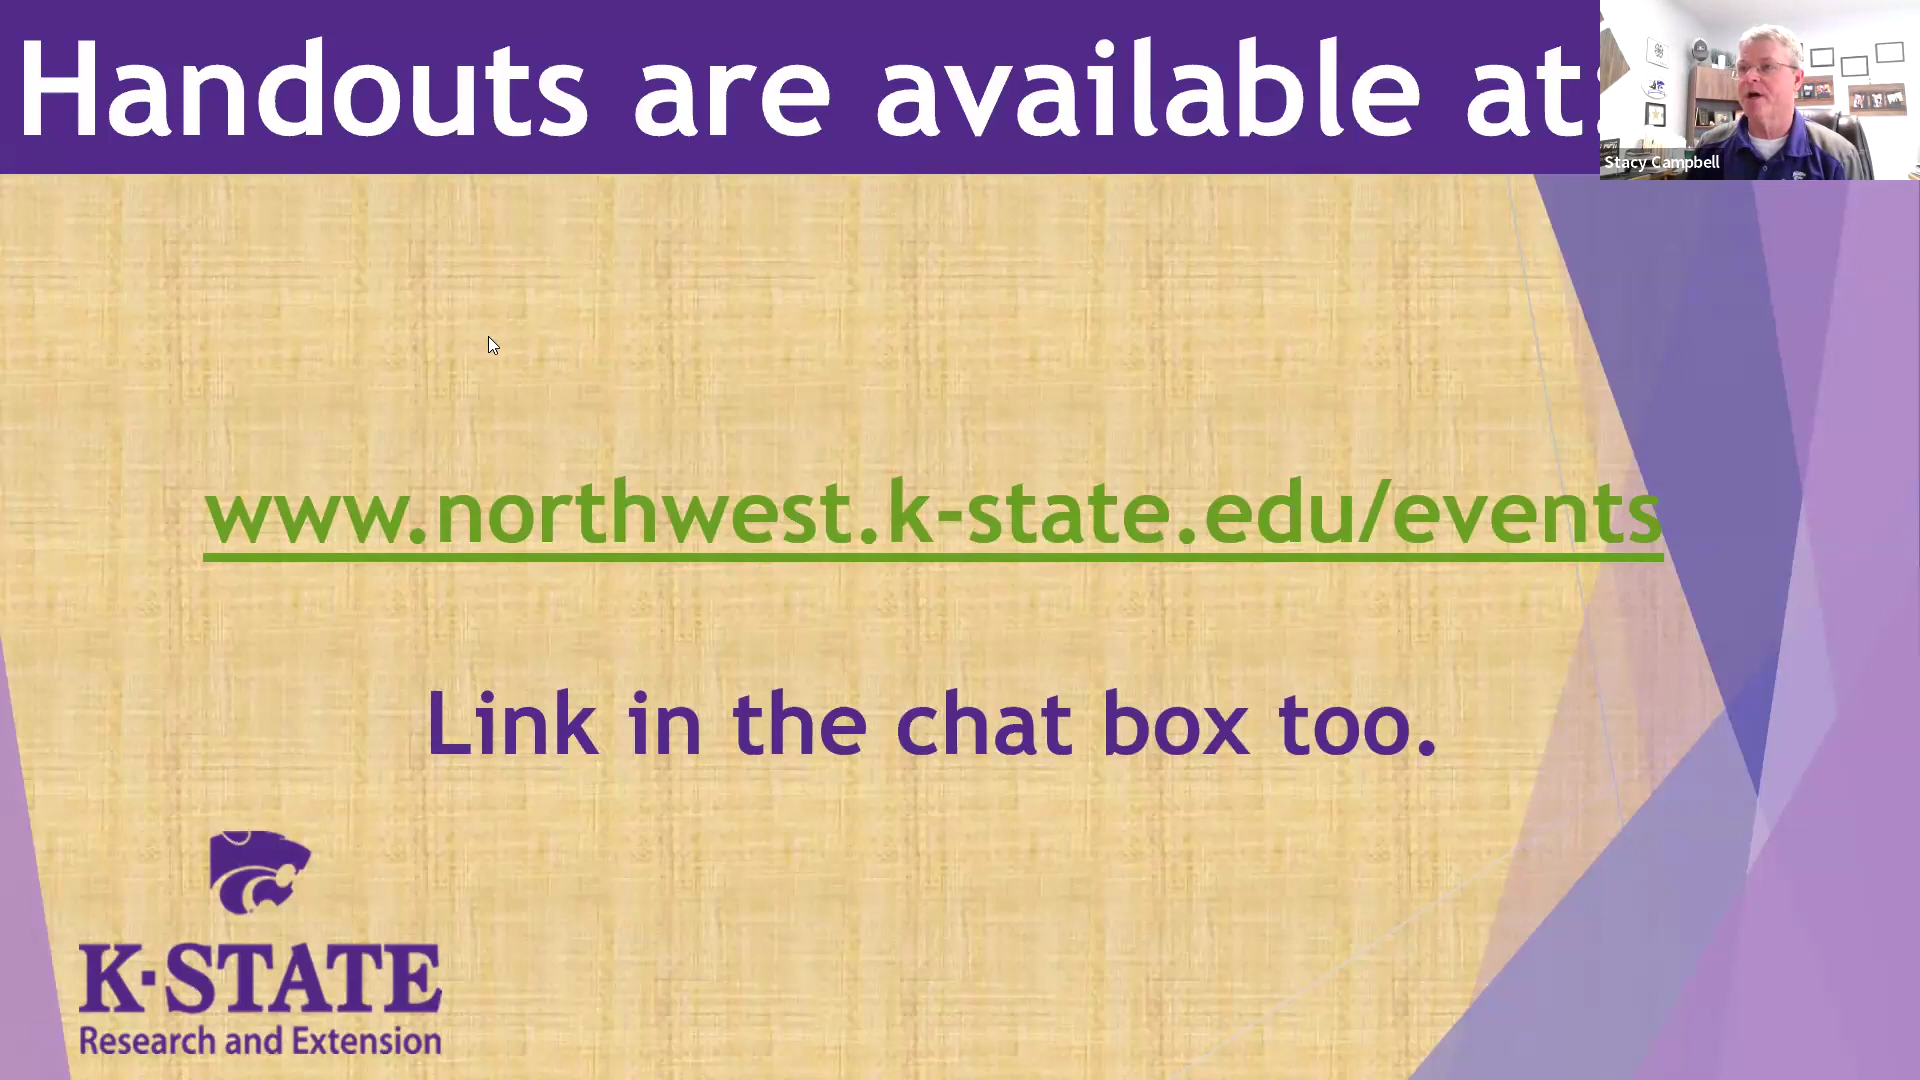 Handouts are available at:
Stacy Campbell
www.northwest.k-state.edu/events
Link in the chat box too.
K·STATE
Research and Extension